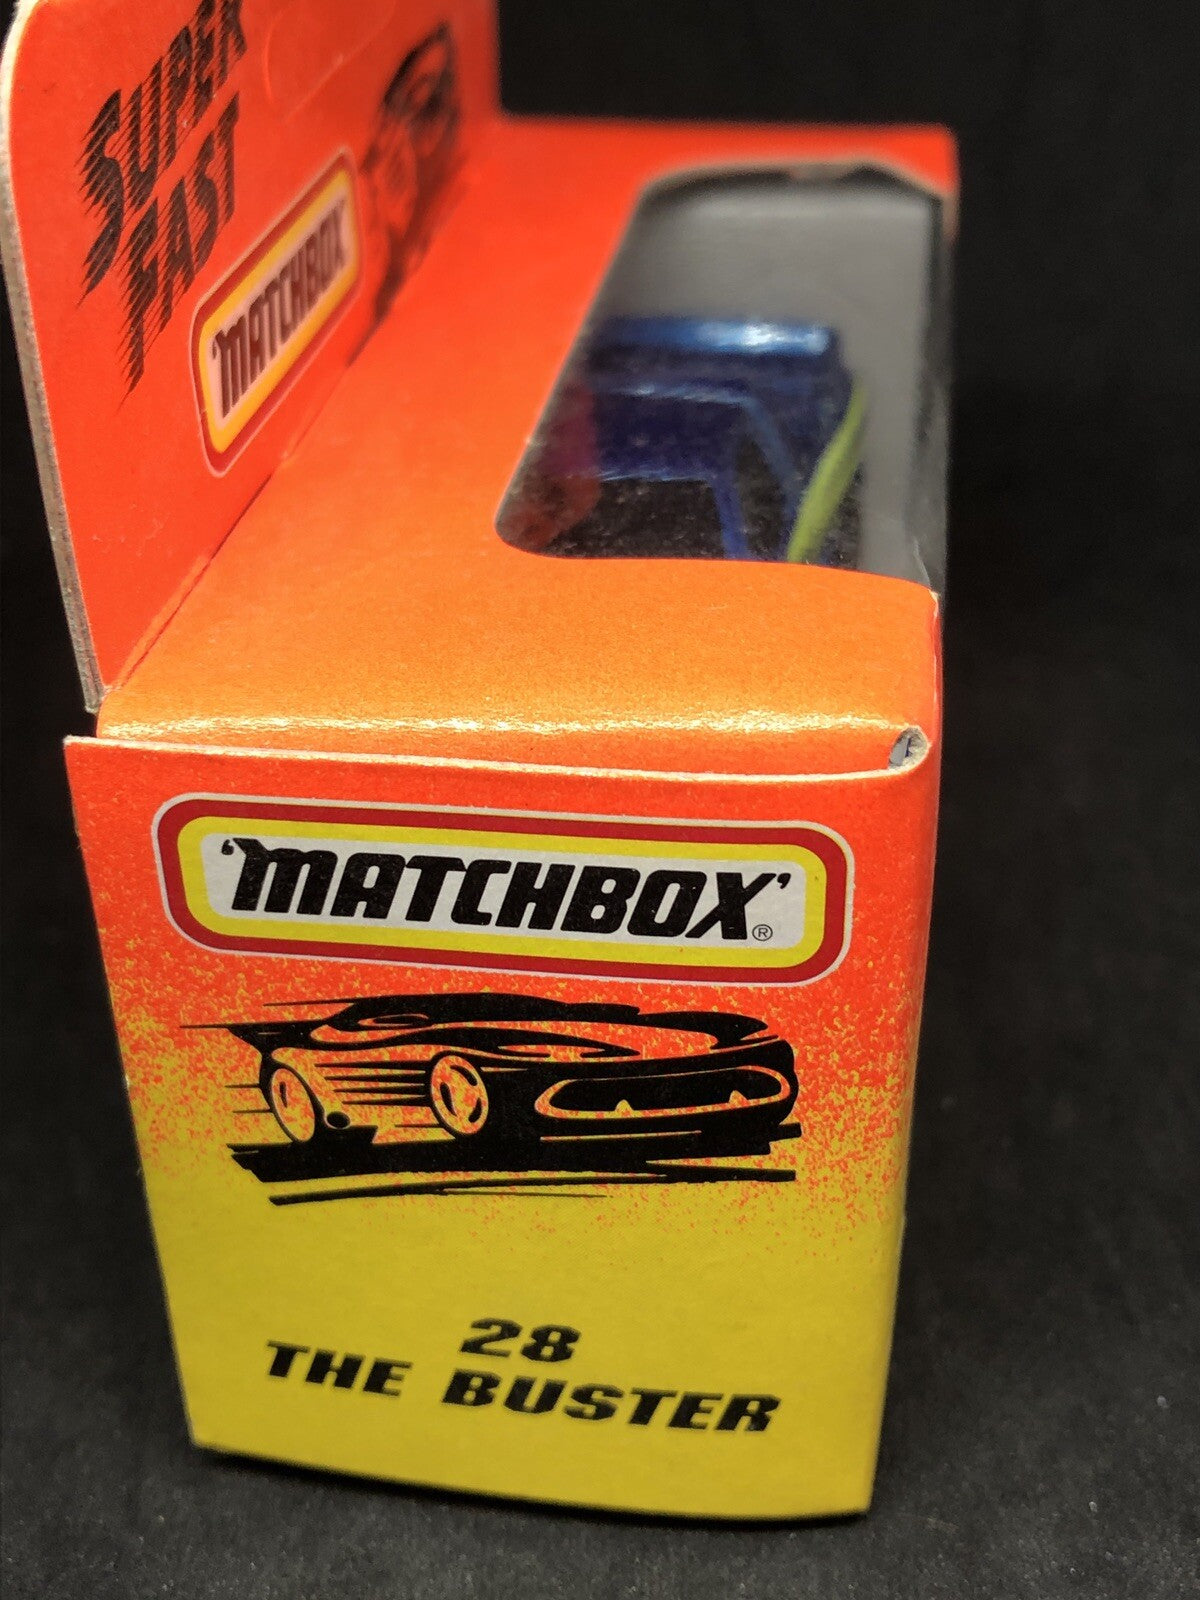 SUPER
FAST
'MATCHBOX'
'MATCHBOX'®
28
THE BUSTER